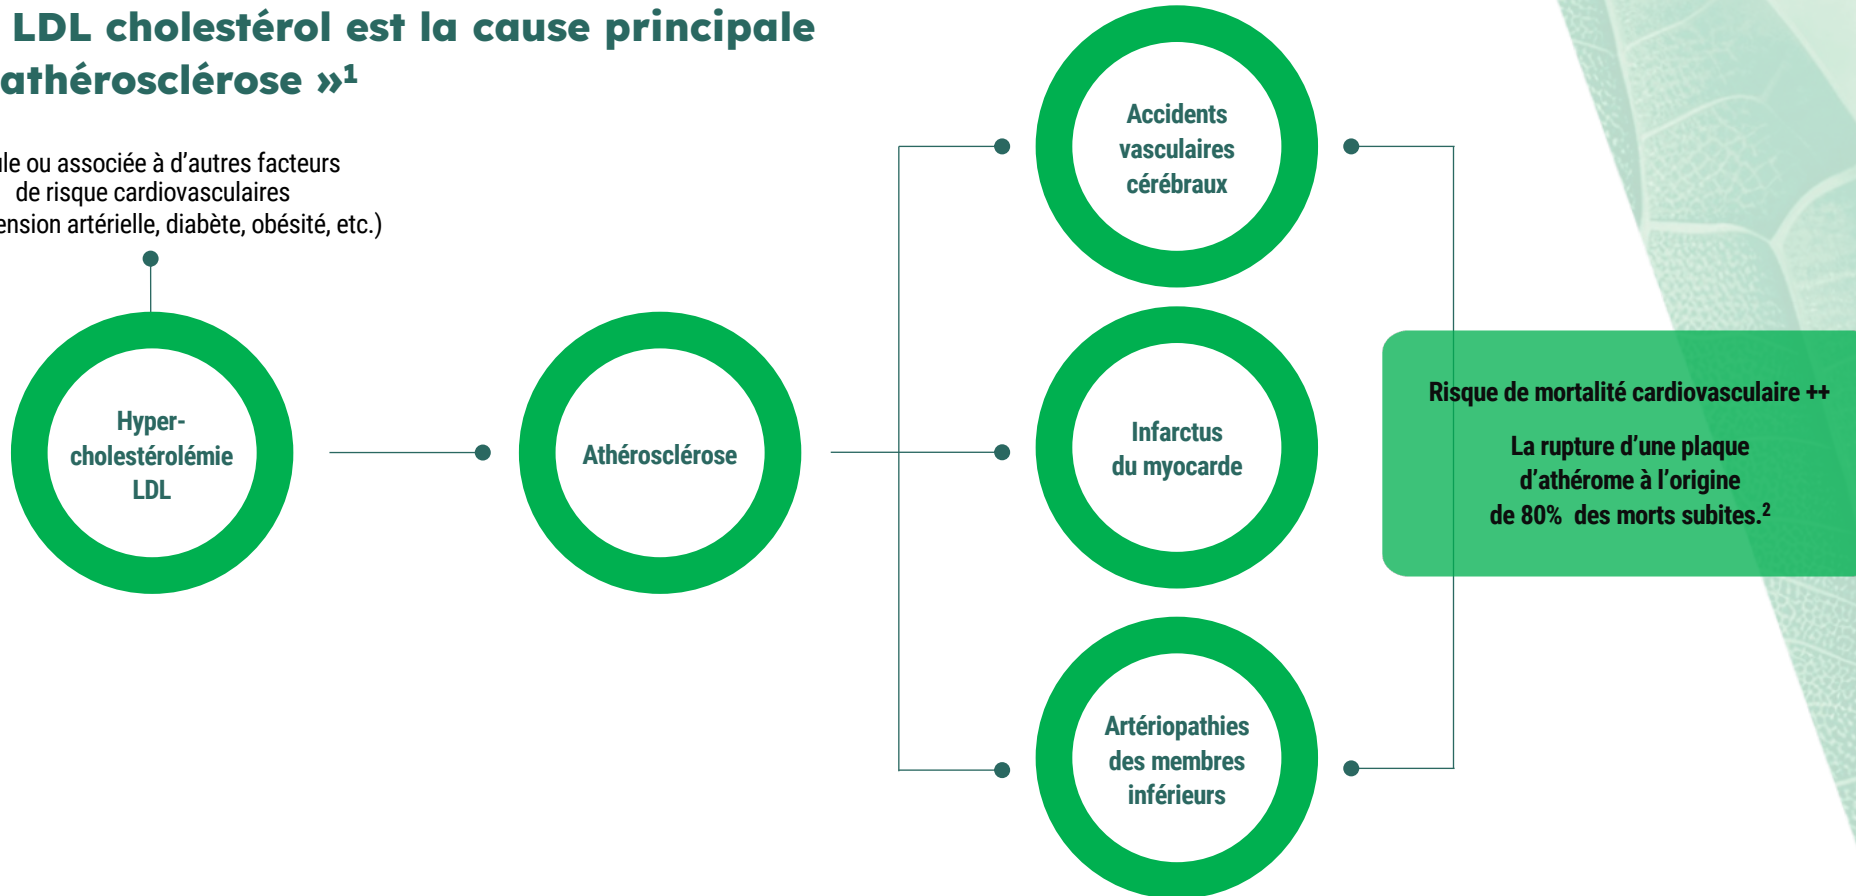 LDL cholestérol est la cause principale
athérosclérose »¹
ule ou associée à d'autres facteurs
de risque cardiovasculaires
ension artérielle, diabète, obésité, etc.)
Hyper-
cholestérolémie
LDL
Athérosclérose
Accidents
vasculaires
cérébraux
Infarctus
du myocarde
Artériopathies
des membres
inférieurs
Risque de mortalité cardiovasculaire ++
La rupture d'une plaque
d'athérome à l'origine
de 80% des morts subites.²